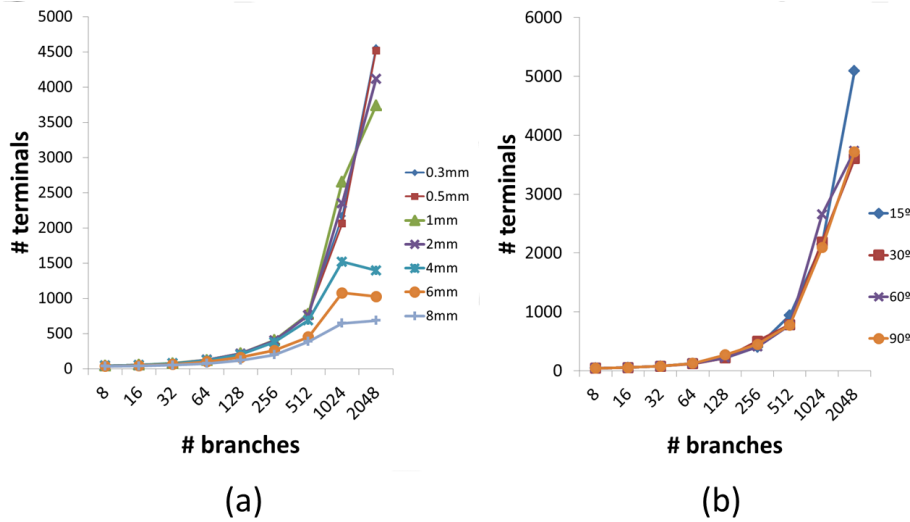 5000
4500
4000
3500
3000
2500
2000
1500
1000
500
0
# terminals
8 16 32 64 128 256 512 1024 2048
# branches
0.3mm
0.5mm
1mm
2mm
4mm
6mm
8mm
(a)
6000
5000
4000
3000
2000
1000
0
# terminals
8 16 32 64 128 256 512 1024 2048
# branches
15º
30º
60º
90º
(b)